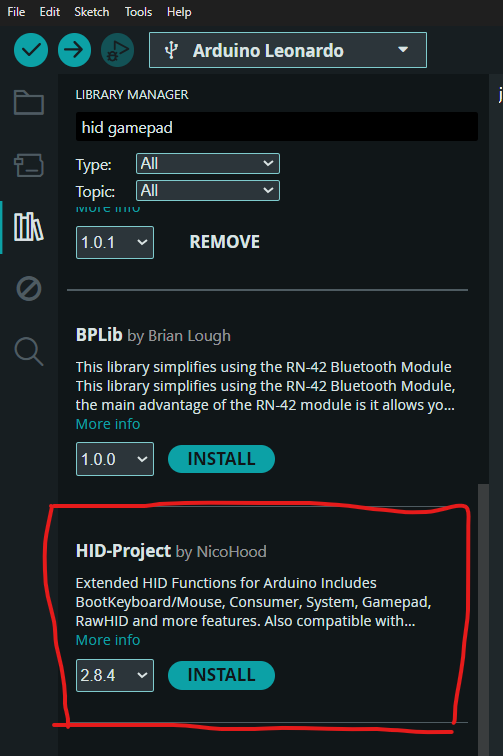 File Edit Sketch Tools Help
Arduino Leonardo
LIBRARY MANAGER
hid gamepad
Type: All
Topic: All
More info
1.0.1 REMOVE
BPLib by Brian Lough
This library simplifies using the RN-42 Bluetooth Module
This library simplifies using the RN-42 Bluetooth Module,
the main advantage of the RN-42 module is it allows yo...
More info
1.0.0 INSTALL
HID-Project by NicoHood
Extended HID Functions for Arduino Includes
BootKeyboard/Mouse, Consumer, System, Gamepad,
RawHID and more features. Also compatible with...
More info
2.8.4 INSTALL